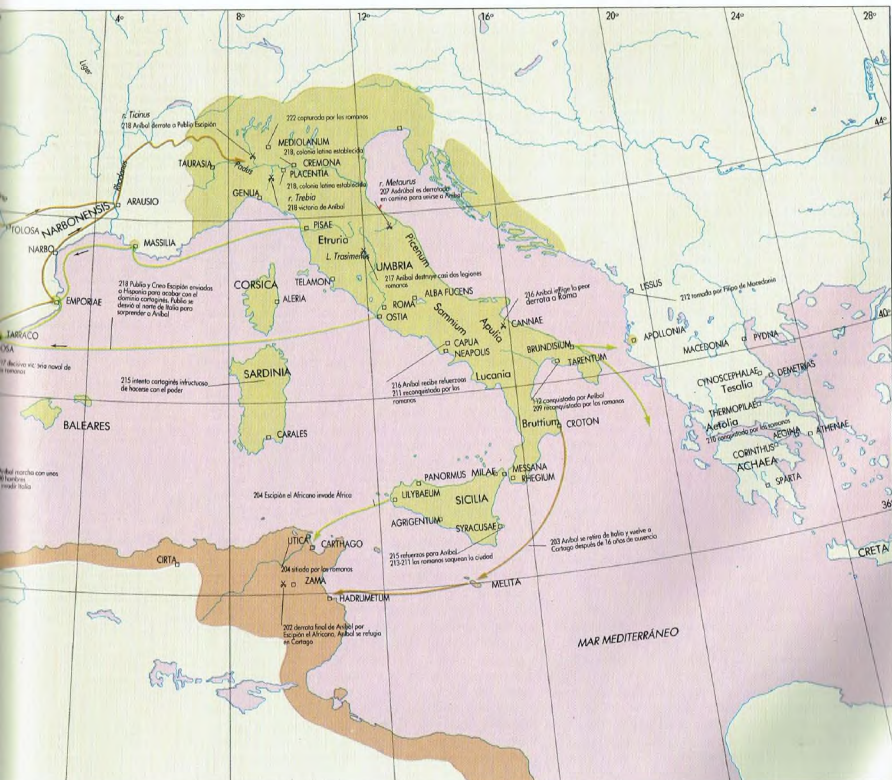 4°
8°
12°
16°
20°
24°
28°
44°
40°
36°
Liger
Rhodanus
r. Ticinus
218 Aníbal derrota a Publio Escipión
222 capturada por los romanos
MEDIOLANUM
218, colonia latina establecida
CREMONA
PLACENTIA
218, colonia latina establecida
TAURASIA
Padus
GENUA
r. Trebia
218 victoria de Aníbal
r. Metaurus
207 Asdrúbal es derrotado
en camino para unirse a Aníbal
ARAUSIO
TOLOSA
NARBONENSIS
NARBO
MASSILIA
PISAE
Etruria
Picenum
L. Trasimenus
UMBRIA
217 Aníbal destruye casi dos legiones
romanas
EMPORIAE
218 Publio y Cneo Escipión enviados
a Hispania para acabar con el
dominio cartaginés. Publio se
desvió al norte de Italia para
sorprender a Aníbal
CORSICA
ALERIA
TELAMON
ROMA
ALBA FUCENS
OSTIA
Samnium
Apulia
216 Aníbal inflige la peor
derrota a Roma
CANNAE
LISSUS
212 tomada por Filipo de Macedonia
APOLLONIA
MACEDONIA
PYDNA
TARRACO
OSA
CAPUA
NEAPOUS
BRUNDISIUM
TARENTUM
Lucania
SARDINIA
215 intento cartaginés infructuoso
de hacerse con el poder
216 Aníbal recibe refuerzos
211 reconquistada por los
romanos
212 conquistado por Aníbal
209 reconquistado por los romanos
CYNOSCEPHALAE
DEMETRIAS
Tesalia
THERMOPILAE
Aetolia
210 conquistada por los romanos
AEGINA
ATHENAE
CORINTHUS
ACHAEA
SPARTA
BALEARES
CARALES
Bruttium
CROTON
PANORMUS
MILAE
MESSANA
RHEGIUM
204 Escipión el Africano invade África
LILYBAEUM
SICILIA
AGRIGENTUM
SYRACUSAE
UTICA
CARTHAGO
215 refuerzos para Aníbal
213-211 los romanos saquean la ciudad
203 Aníbal se retira de Italia y vuelve a
Cartago después de 16 años de ausencia
CRETA
CIRTA
204 sitiada por los romanos
ZAMA
MELITA
HADRUMETUM
202 derrota final de Aníbal por
Escipión el Africano. Aníbal se refugia
en Cartago
MAR MEDITERRÁNEO